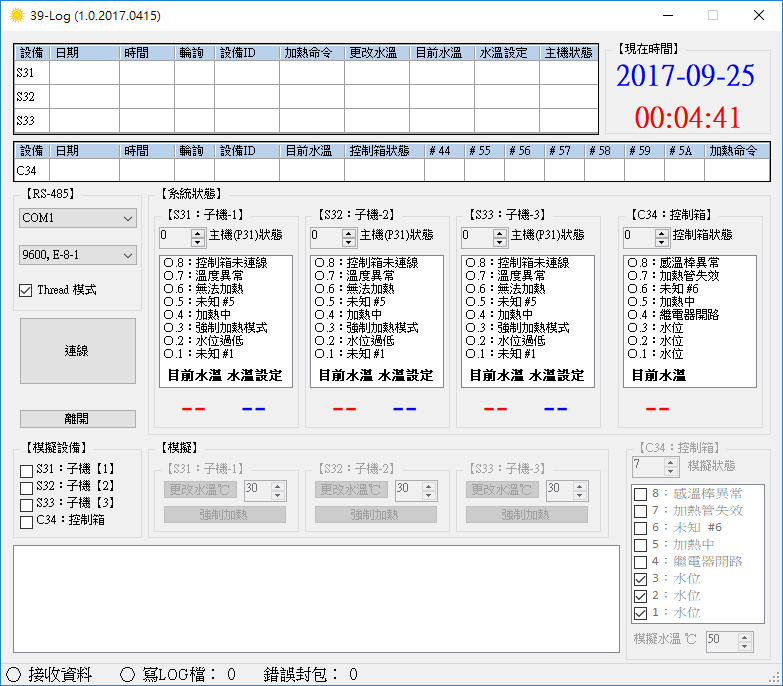 39-Log (1.0.2017.0415)
設備 日期 時間 輪詢 設備ID 加熱命令 更改水溫 目前水溫 水溫設定 主機狀態
S31
S32
S33
【現在時間】
2017-09-25
00:04:41
設備 日期 時間 輪詢 設備ID 目前水溫 控制箱狀態 # 44 # 55 # 56 # 57 # 58 # 59 # 5A 加熱命令
C34
【RS-485】
COM1
9600, E-8-1
Thread 模式
連線
離開
【系統狀態】
【S31：子機-1】
0 主機(P31)狀態
〇.8：控制箱未連線
〇.7：溫度異常
〇.6：無法加熱
〇.5：未知 #5
〇.4：加熱中
〇.3：強制加熱模式
〇.2：水位過低
〇.1：未知 #1
目前水溫 水溫設定
-- --
【S32：子機-2】
0 主機(P31)狀態
〇.8：控制箱未連線
〇.7：溫度異常
〇.6：無法加熱
〇.5：未知 #5
〇.4：加熱中
〇.3：強制加熱模式
〇.2：水位過低
〇.1：未知 #1
目前水溫 水溫設定
-- --
【S33：子機-3】
0 主機(P31)狀態
〇.8：控制箱未連線
〇.7：溫度異常
〇.6：無法加熱
〇.5：未知 #5
〇.4：加熱中
〇.3：強制加熱模式
〇.2：水位過低
〇.1：未知 #1
目前水溫 水溫設定
-- --
【C34：控制箱】
0 控制箱狀態
〇.8：感溫棒異常
〇.7：加熱管失效
〇.6：未知 #6
〇.5：加熱中
〇.4：繼電器開路
〇.3：水位
〇.2：水位
〇.1：水位
目前水溫
--
【模擬設備】
S31：子機【1】
S32：子機【2】
S33：子機【3】
C34：控制箱
【模擬】
【S31：子機-1】
更改水溫℃ 30
強制加熱
【S32：子機-2】
更改水溫℃ 30
強制加熱
【S33：子機-3】
更改水溫℃ 30
強制加熱
【C34：控制箱】
7 模擬狀態
8：感溫棒異常
7：加熱管失效
6：未知 #6
5：加熱中
4：繼電器開路
3：水位
2：水位
1：水位
模擬水溫 ℃ 50
〇 接收資料 〇 寫LOG檔： 0 錯誤封包： 0